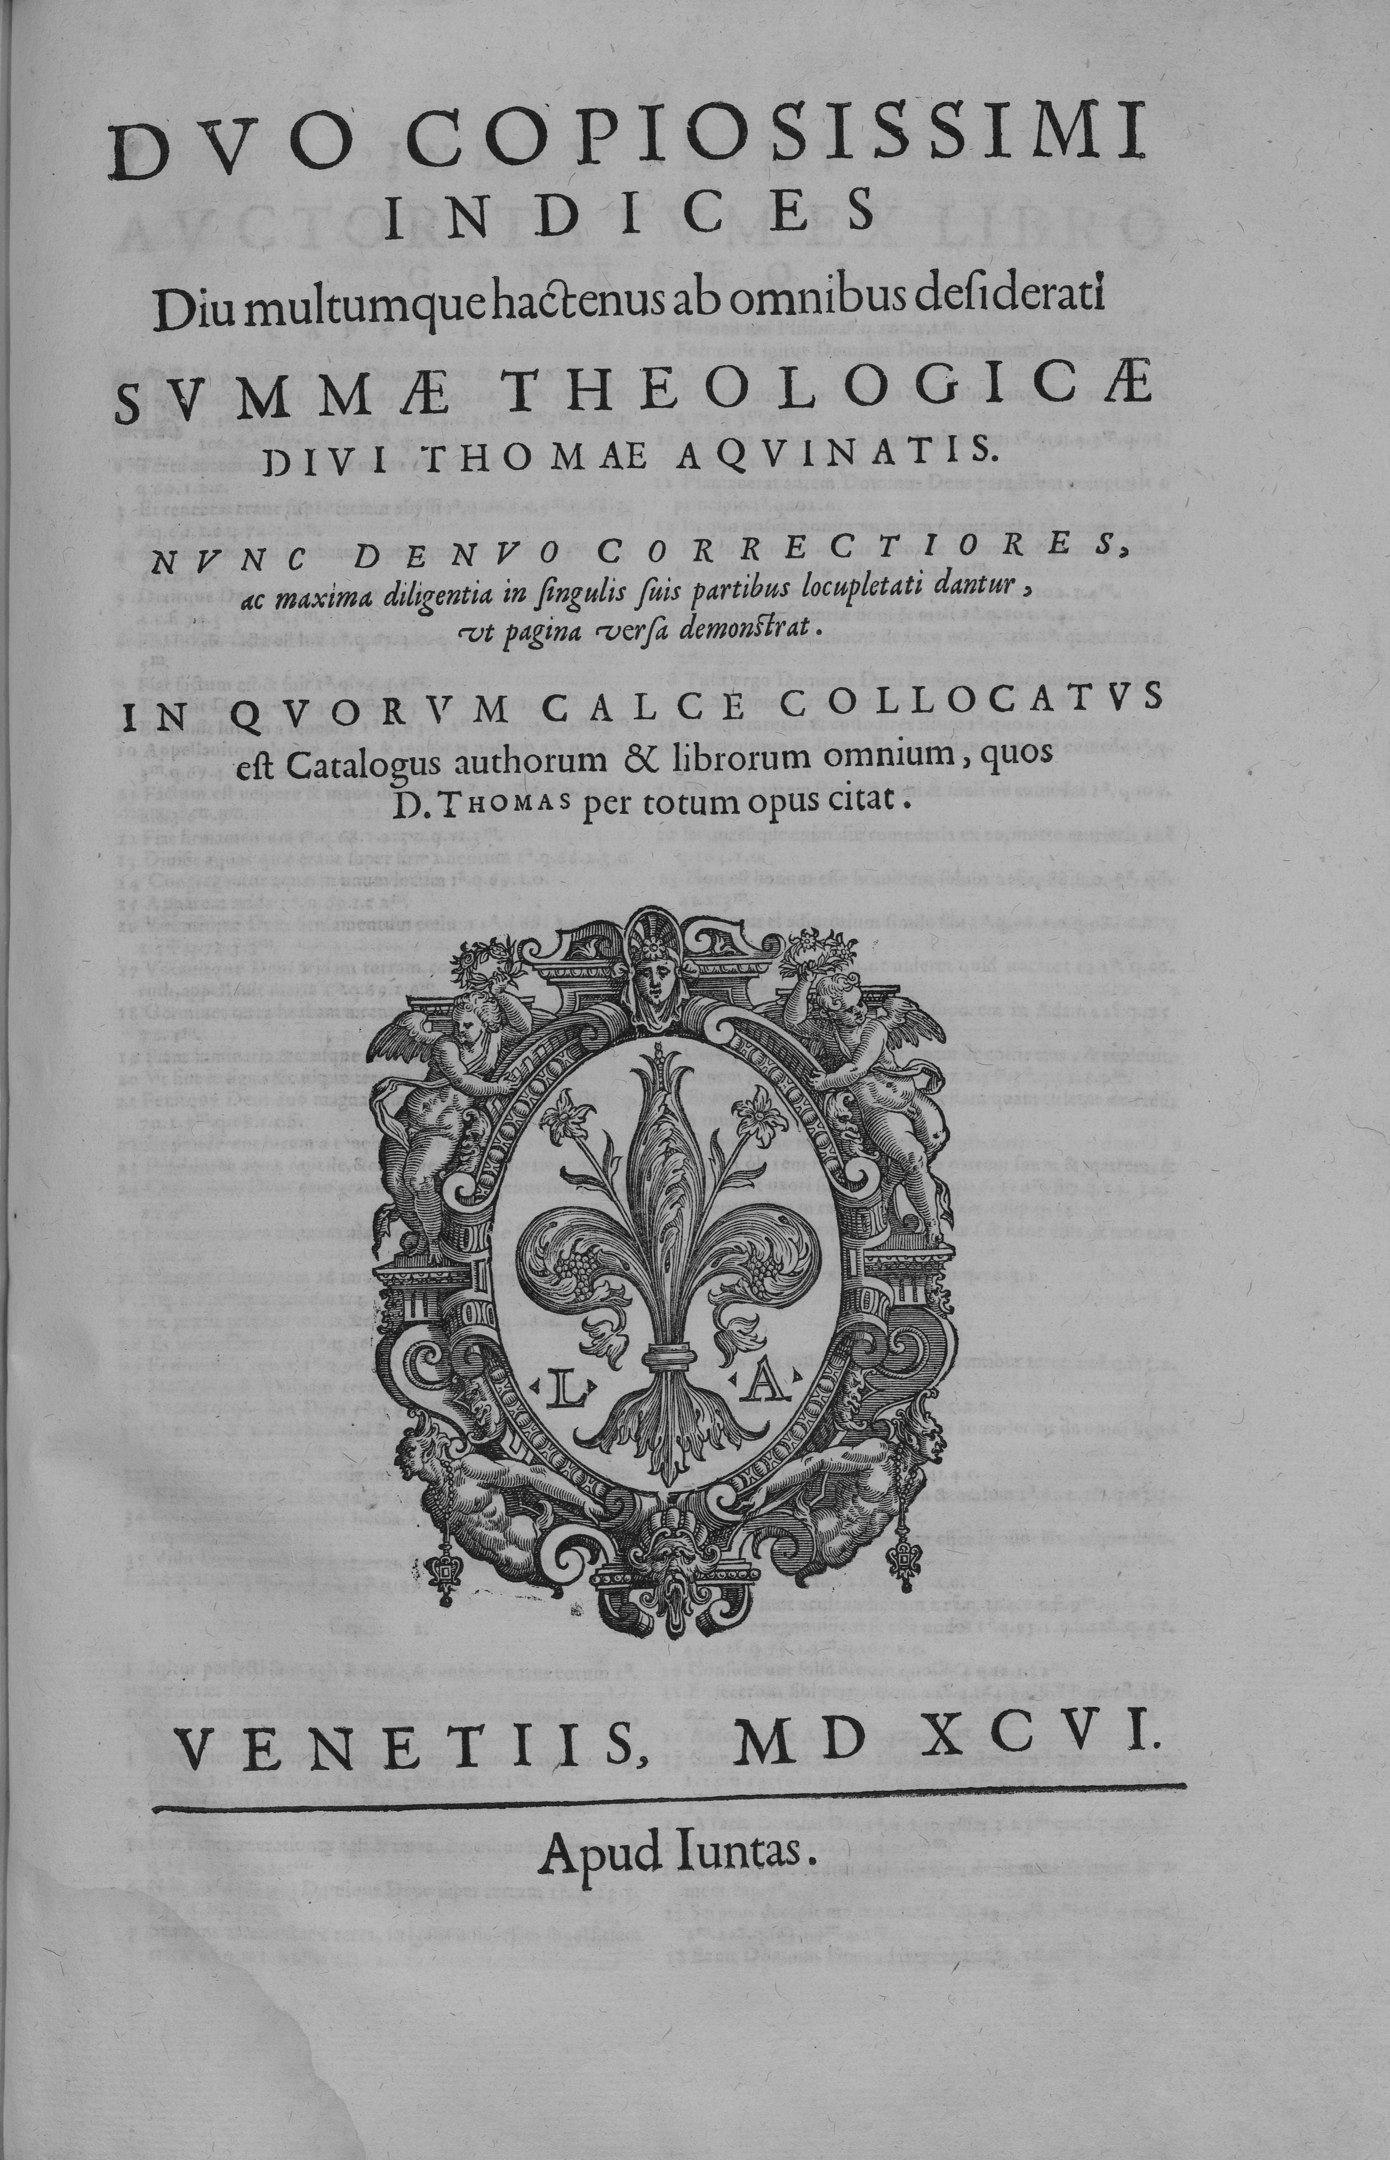 DVO COPIOSISSIMI
INDICES
Diu multumque hactenus ab omnibus deſiderati
SVMMÆ THEOLOGICÆ
DIVI THOMAE AQVINATIS.
NVNC DENVO CORRECTIORES,
ac maxima diligentia in ſingulis ſuis partibus locupletati dantur,
vt pagina verſa demonſtrat.
IN QVORVM CALCE COLLOCATVS
eſt Catalogus authorum & librorum omnium, quos
D. THOMAS per totum opus citat.
L A
VENETIIS, MD XCVI.
Apud Iuntas.